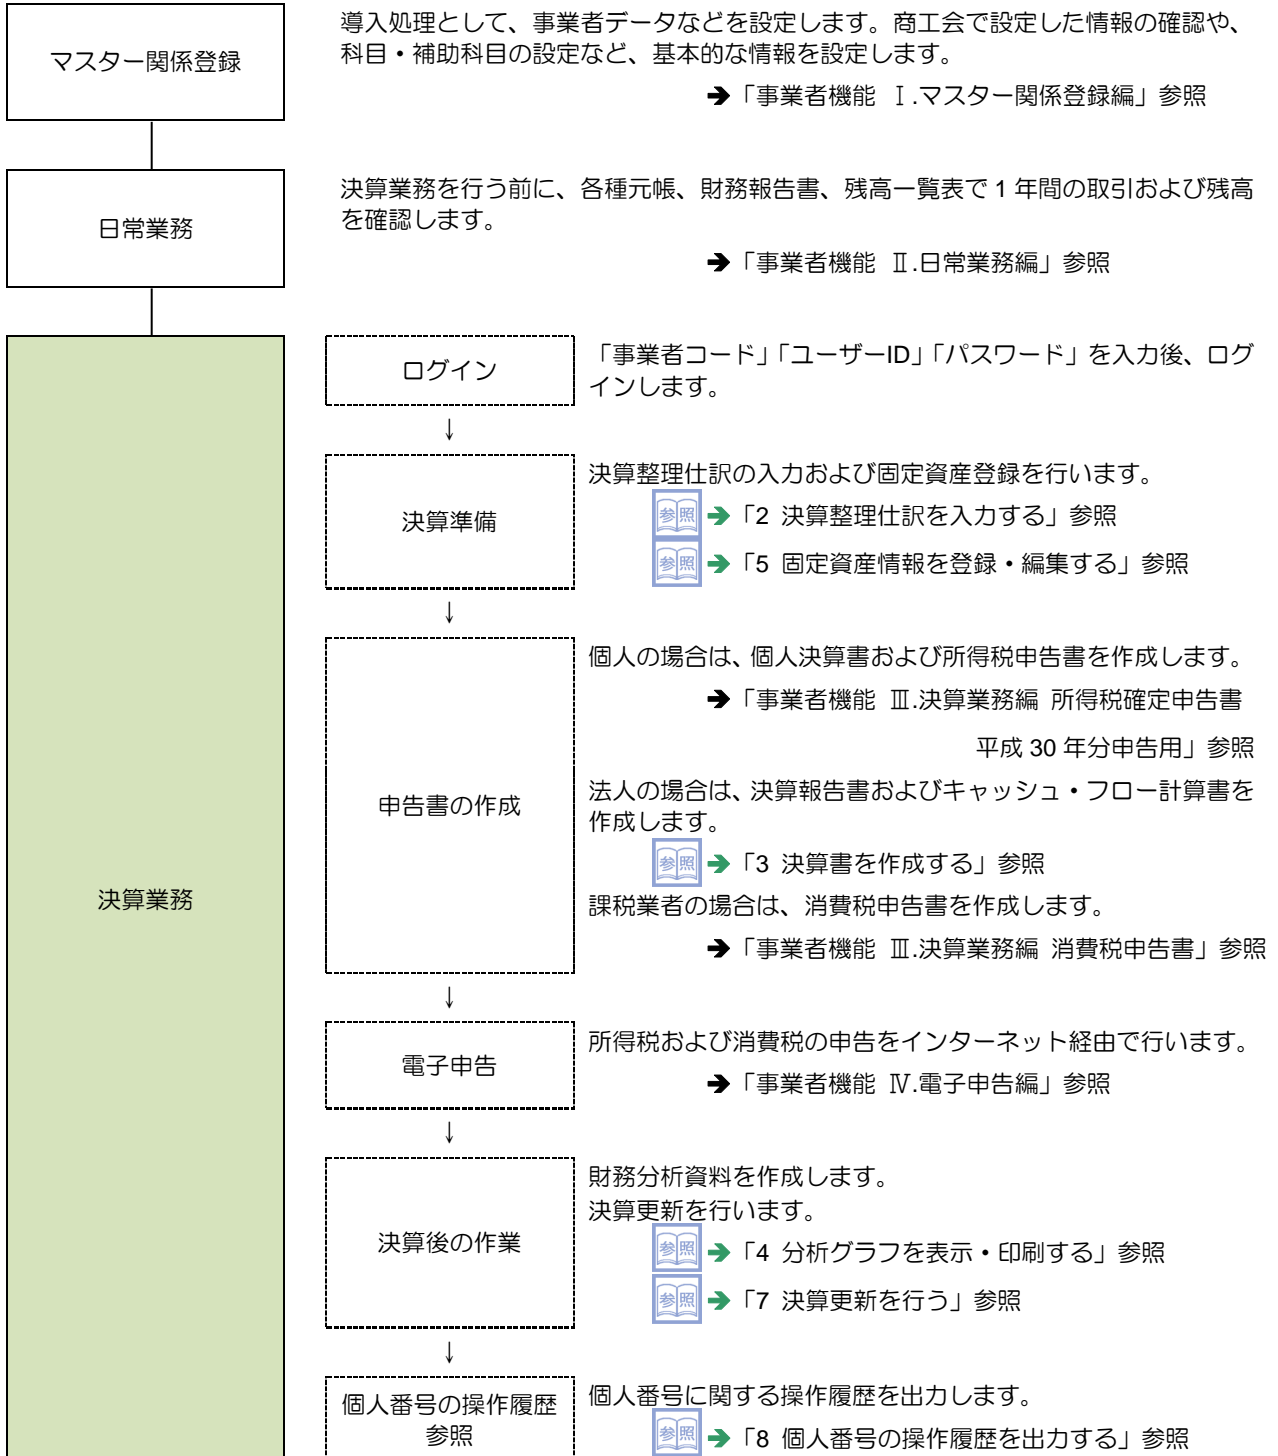 マスター関係登録
導入処理として、事業者データなどを設定します。商工会で設定した情報の確認や、
科目・補助科目の設定など、基本的な情報を設定します。
➔「事業者機能 Ⅰ.マスター関係登録編」参照
日常業務
決算業務を行う前に、各種元帳、財務報告書、残高一覧表で 1 年間の取引および残高
を確認します。
➔「事業者機能 Ⅱ.日常業務編」参照
決算業務
ログイン
「事業者コード」「ユーザーID」「パスワード」を入力後、ログ
インします。
↓
決算準備
決算整理仕訳の入力および固定資産登録を行います。
参照 ➔「2 決算整理仕訳を入力する」参照
参照 ➔「5 固定資産情報を登録・編集する」参照
↓
申告書の作成
個人の場合は、個人決算書および所得税申告書を作成します。
➔「事業者機能 Ⅲ.決算業務編 所得税確定申告書
平成 30 年分申告用」参照
法人の場合は、決算報告書およびキャッシュ・フロー計算書を
作成します。
参照 ➔「3 決算書を作成する」参照
課税業者の場合は、消費税申告書を作成します。
➔「事業者機能 Ⅲ.決算業務編 消費税申告書」参照
↓
電子申告
所得税および消費税の申告をインターネット経由で行います。
➔「事業者機能 Ⅳ.電子申告編」参照
↓
決算後の作業
財務分析資料を作成します。
決算更新を行います。
参照 ➔「4 分析グラフを表示・印刷する」参照
参照 ➔「7 決算更新を行う」参照
↓
個人番号の操作履歴
参照
個人番号に関する操作履歴を出力します。
参照 ➔「8 個人番号の操作履歴を出力する」参照